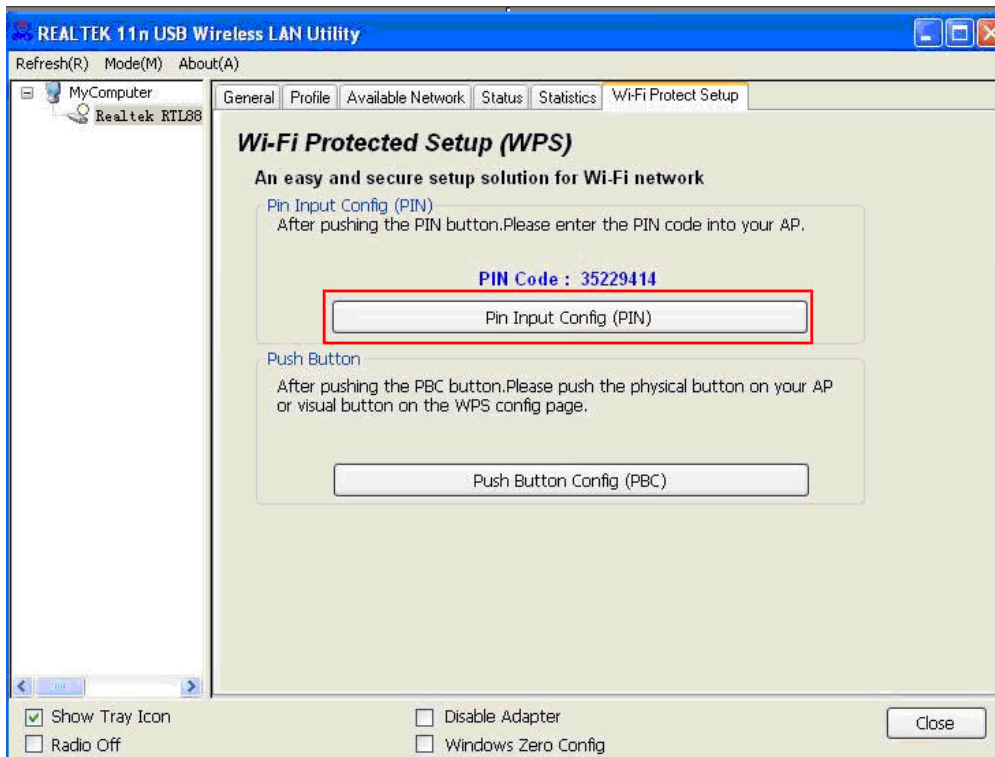 REALTEK 11n USB Wireless LAN Utility
Refresh(R) Mode(M) About(A)
MyComputer
Realtek RTL88
General Profile Available Network Status Statistics Wi-Fi Protect Setup
Wi-Fi Protected Setup (WPS)
An easy and secure setup solution for Wi-Fi network
Pin Input Config (PIN)
After pushing the PIN button.Please enter the PIN code into your AP.
PIN Code : 35229414
Pin Input Config (PIN)
Push Button
After pushing the PBC button.Please push the physical button on your AP
or visual button on the WPS config page.
Push Button Config (PBC)
Show Tray Icon
Disable Adapter
Close
Radio Off
Windows Zero Config